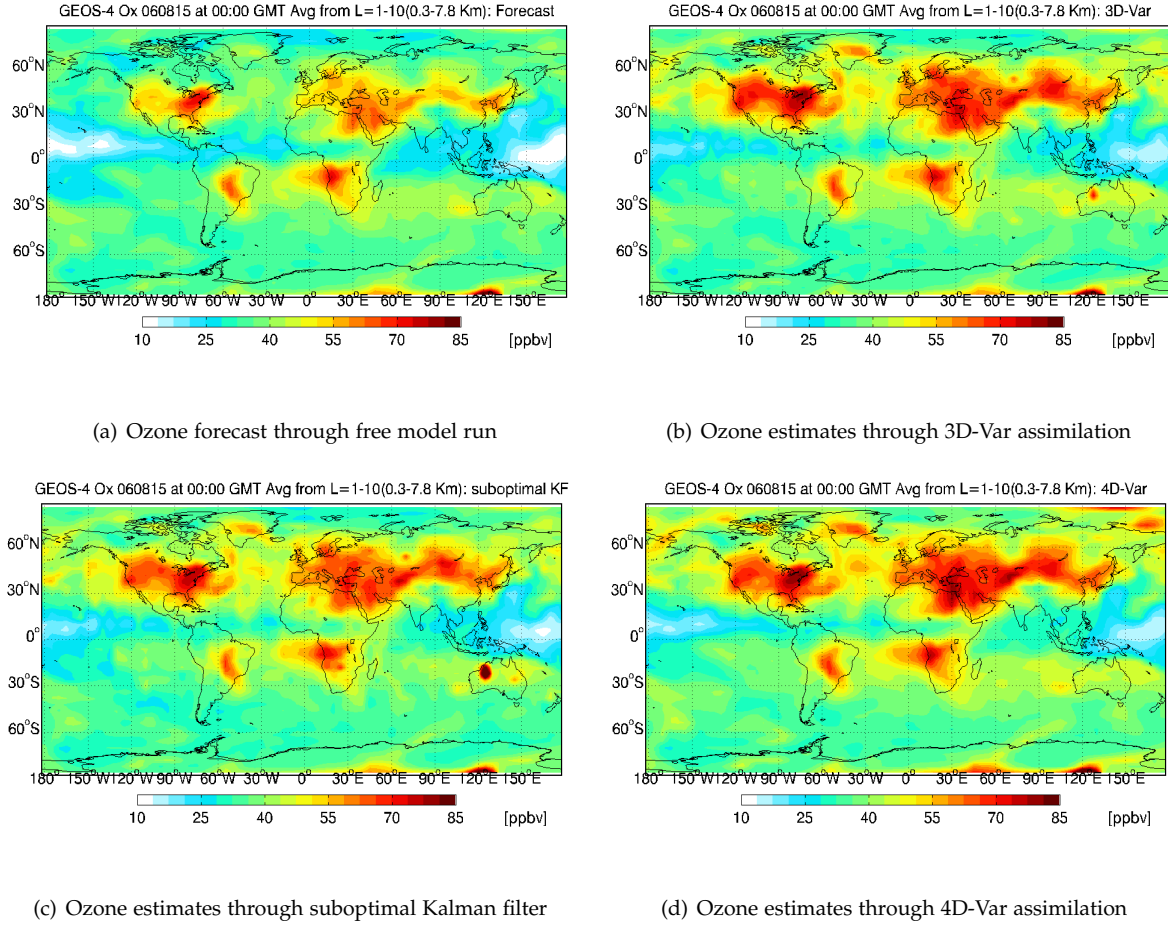 GEOS-4 Ox 060815 at 00:00 GMT Avg from L=1-10(0.3-7.8 Km): Forecast
60°N
30°N
0°
30°S
60°S
180°W 150°W 120°W 90°W 60°W 30°W 0° 30°E 60°E 90°E 120°E 150°E
10 25 40 55 70 85 [ppbv]
(a) Ozone forecast through free model run
GEOS-4 Ox 060815 at 00:00 GMT Avg from L=1-10(0.3-7.8 Km): 3D-Var
60°N
30°N
0°
30°S
60°S
180°W 150°W 120°W 90°W 60°W 30°W 0° 30°E 60°E 90°E 120°E 150°E
10 25 40 55 70 85 [ppbv]
(b) Ozone estimates through 3D-Var assimilation
GEOS-4 Ox 060815 at 00:00 GMT Avg from L=1-10(0.3-7.8 Km): suboptimal KF
60°N
30°N
0°
30°S
60°S
180°W 150°W 120°W 90°W 60°W 30°W 0° 30°E 60°E 90°E 120°E 150°E
10 25 40 55 70 85 [ppbv]
(c) Ozone estimates through suboptimal Kalman filter
GEOS-4 Ox 060815 at 00:00 GMT Avg from L=1-10(0.3-7.8 Km): 4D-Var
60°N
30°N
0°
30°S
60°S
180°W 150°W 120°W 90°W 60°W 30°W 0° 30°E 60°E 90°E 120°E 150°E
10 25 40 55 70 85 [ppbv]
(d) Ozone estimates through 4D-Var assimilation